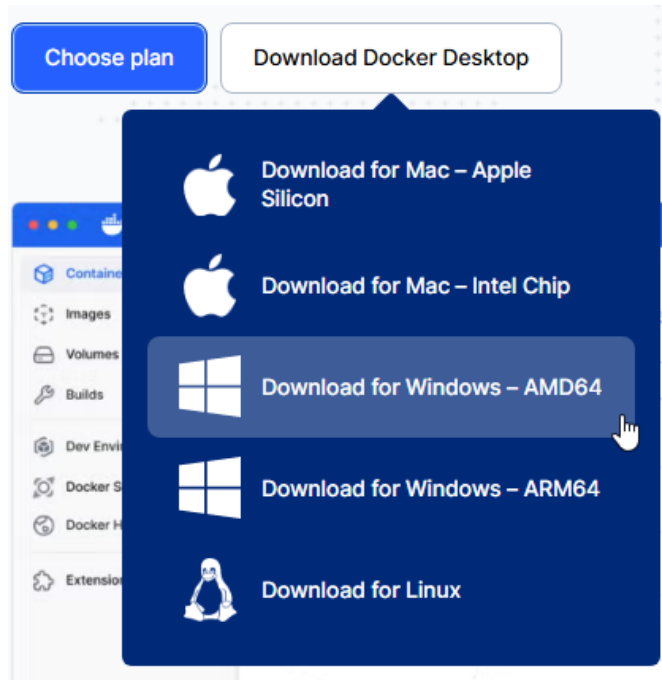 Choose plan
Download Docker Desktop
Download for Mac – Apple
Silicon
Download for Mac – Intel Chip
Download for Windows – AMD64
Download for Windows – ARM64
Download for Linux
Images
Volumes
Builds
Docker